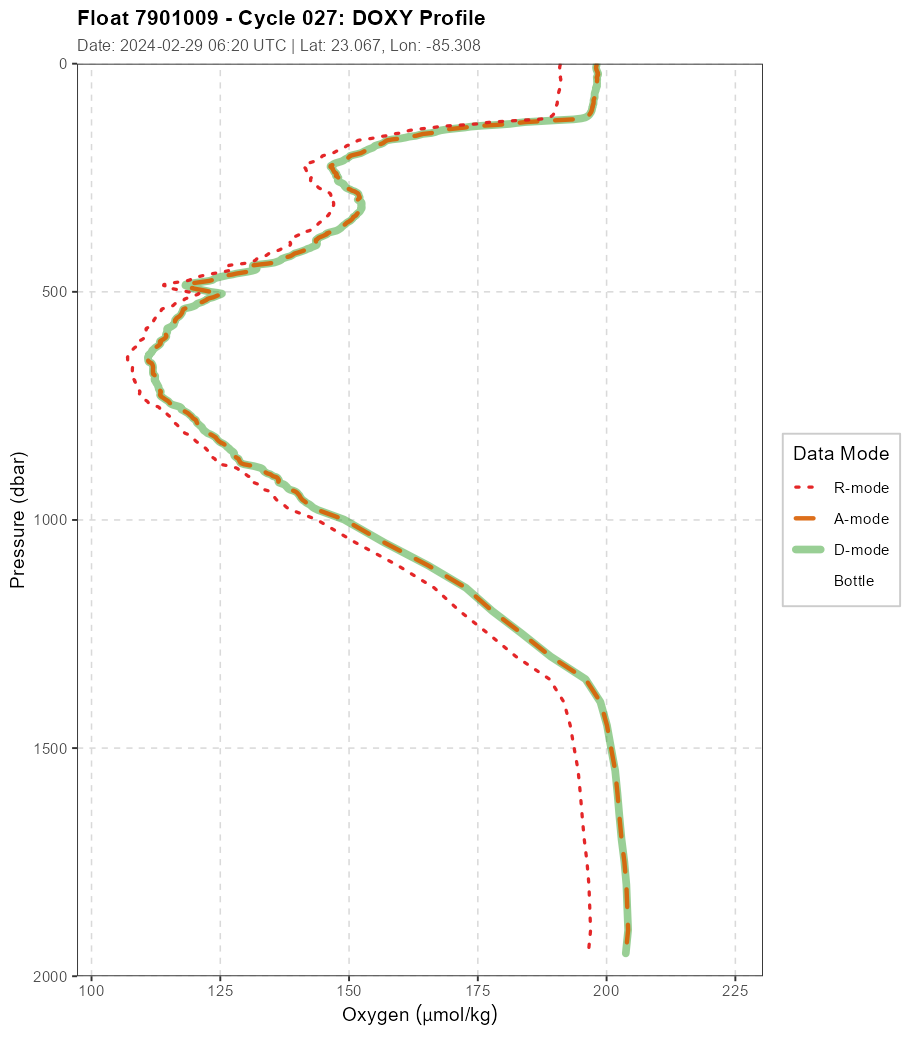 Float 7901009 - Cycle 027: DOXY Profile
Date: 2024-02-29 06:20 UTC | Lat: 23.067, Lon: -85.308
0
500
1000
1500
2000
Pressure (dbar)
100 125 150 175 200 225
Oxygen (µmol/kg)
Data Mode
R-mode
A-mode
D-mode
Bottle